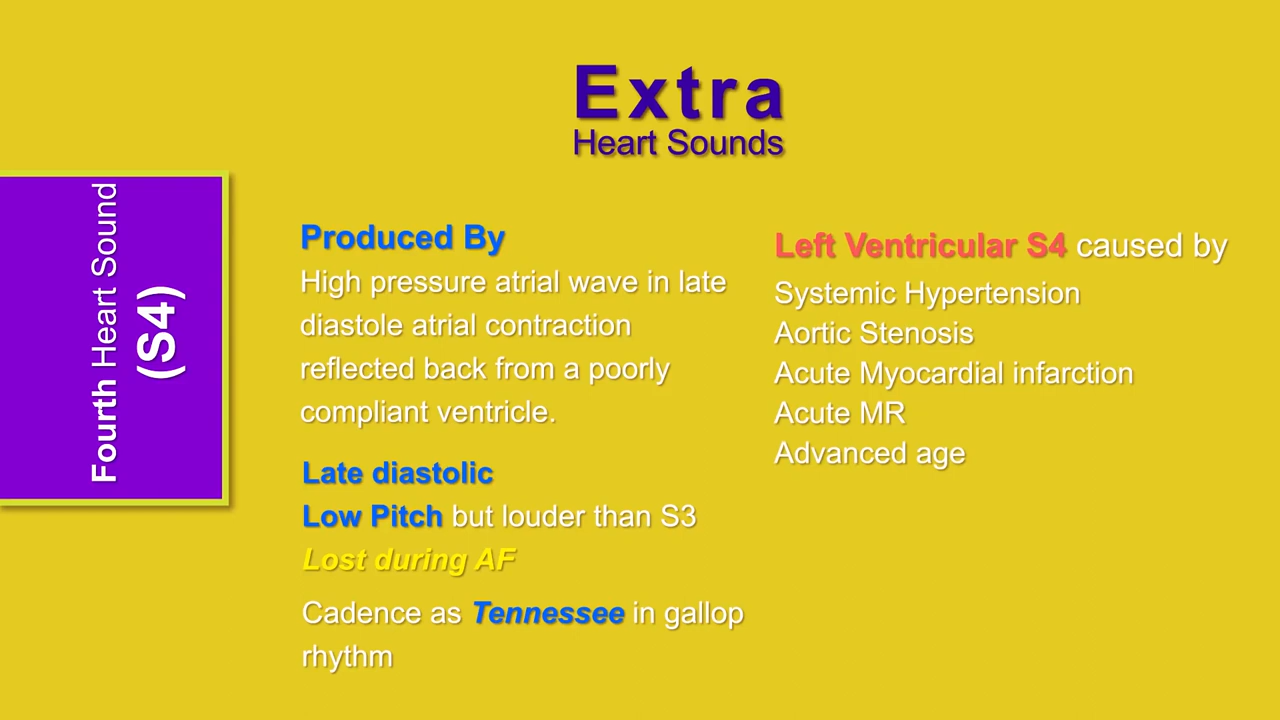 Extra
Heart Sounds
Fourth Heart Sound
(S4)
Produced By
High pressure atrial wave in late
diastole atrial contraction
reflected back from a poorly
compliant ventricle.
Late diastolic
Low Pitch but louder than S3
Lost during AF
Cadence as Tennessee in gallop
rhythm
Left Ventricular S4 caused by
Systemic Hypertension
Aortic Stenosis
Acute Myocardial infarction
Acute MR
Advanced age